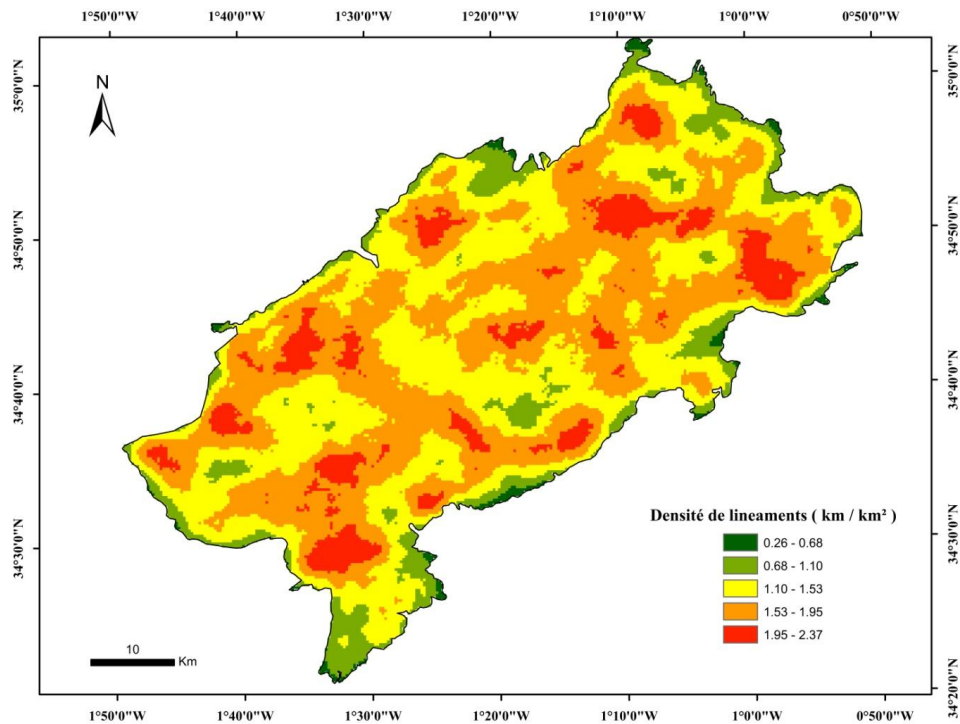 1°50'0"W 1°40'0"W 1°30'0"W 1°20'0"W 1°10'0"W 1°0'0"W 0°50'0"W
N
35°0'0"N
34°50'0"N
34°40'0"N
34°30'0"N
35°0'0"N
34°50'0"N
34°40'0"N
34°30'0"N
34°20'0"N
Densité de lineaments ( km / km² )
0.26 - 0.68
0.68 - 1.10
1.10 - 1.53
1.53 - 1.95
1.95 - 2.37
10
Km
1°50'0"W 1°40'0"W 1°30'0"W 1°20'0"W 1°10'0"W 1°0'0"W 0°50'0"W